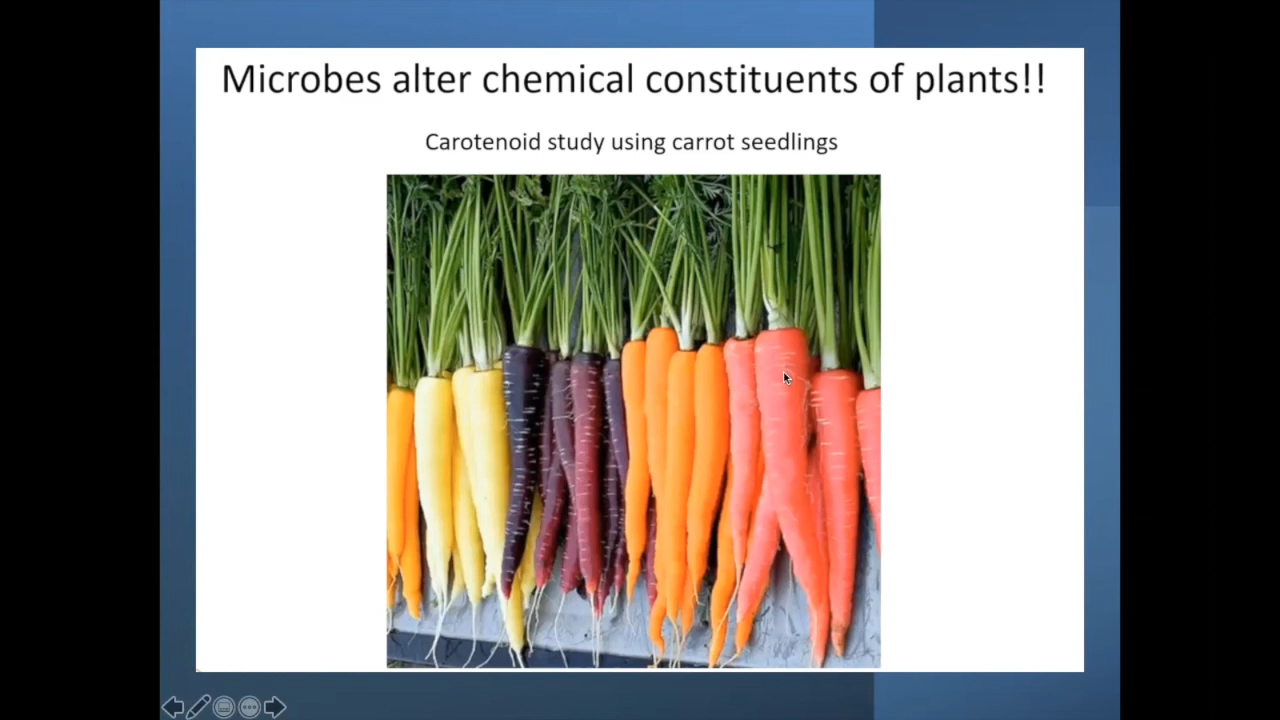 Microbes alter chemical constituents of plants!!
Carotenoid study using carrot seedlings